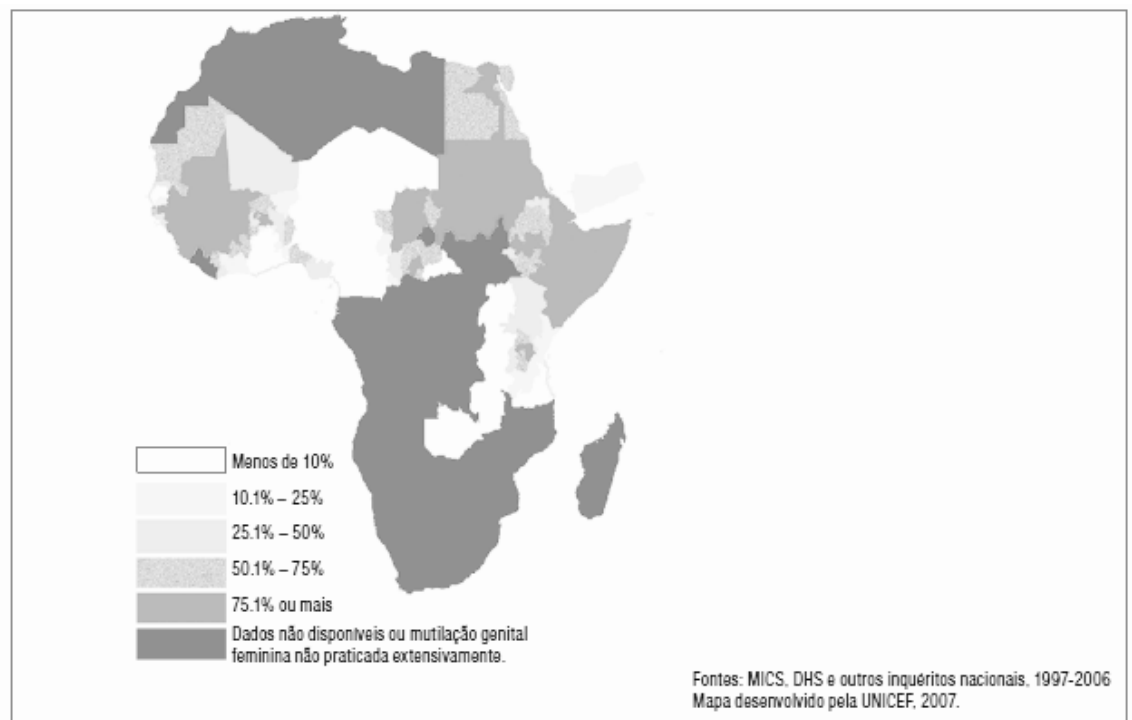 Menos de 10%
10.1% – 25%
25.1% – 50%
50.1% – 75%
75.1% ou mais
Dados não disponíveis ou mutilação genital
feminina não praticada extensivamente.
Fontes: MICS, DHS e outros inquéritos nacionais, 1997-2006
Mapa desenvolvido pela UNICEF, 2007.